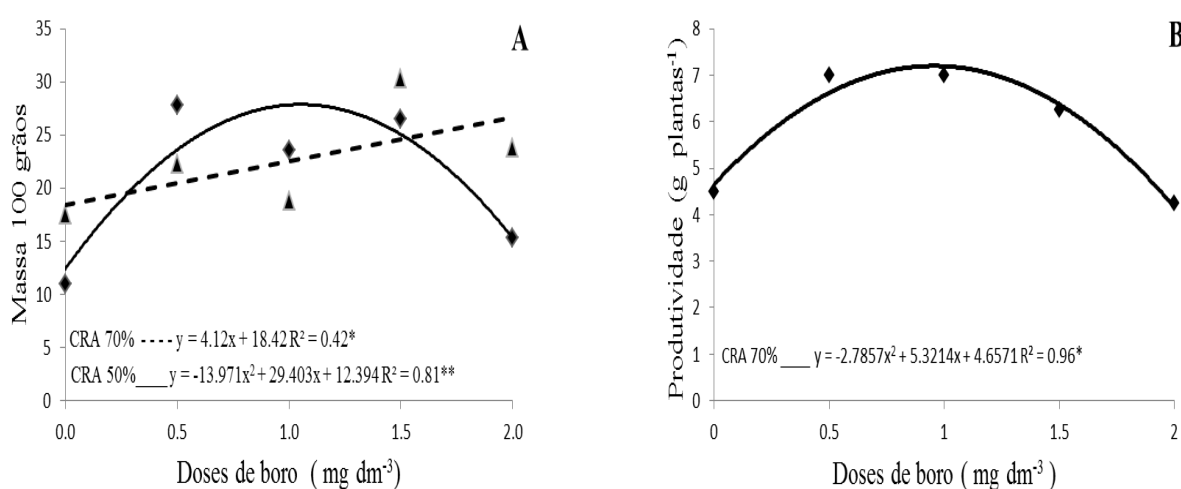 A
Massa 100 grãos
35
30
25
20
15
10
5
0
CRA 70% ---- y = 4.12x + 18.42 R² = 0.42*
CRA 50%___ y = -13.971x² + 29.403x + 12.394 R² = 0.81**
0.0 0.5 1.0 1.5 2.0
Doses de boro ( mg dm⁻³)
B
Produtividade (g plantas⁻¹)
8
7
6
5
4
3
2
1
0
CRA 70% ___ y = -2.7857x² + 5.3214x + 4.6571 R² = 0.96*
0 0.5 1 1.5 2
Doses de boro ( mg dm⁻³ )